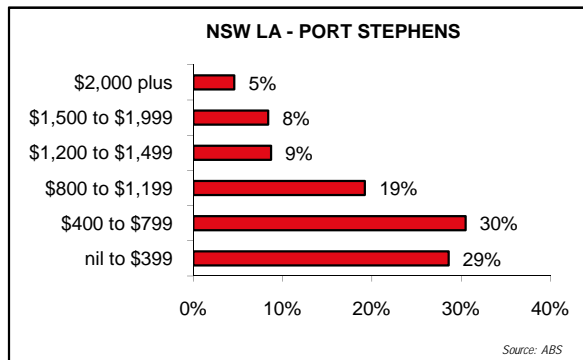 NSW LA - PORT STEPHENS
$2,000 plus 5%
$1,500 to $1,999 8%
$1,200 to $1,499 9%
$800 to $1,199 19%
$400 to $799 30%
nil to $399 29%
0% 10% 20% 30% 40%
Source: ABS